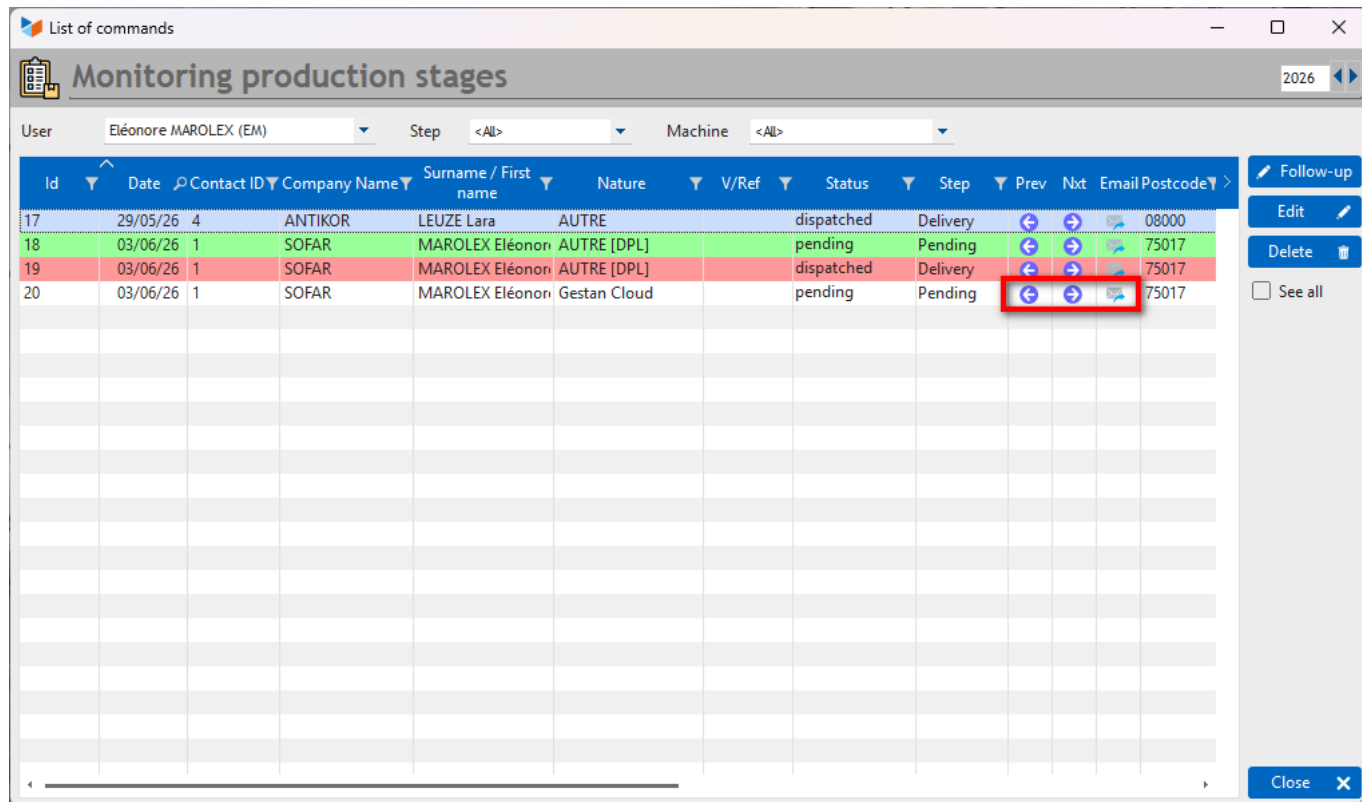 List of commands
Monitoring production stages
2026
User Eléonore MAROLEX (EM) Step <All> Machine <All>
Id Date Contact ID Company Name Surname / First name Nature V/Ref Status Step Prev Nxt Email Postcode
17 29/05/26 4 ANTIKOR LEUZE Lara AUTRE dispatched Delivery 08000
18 03/06/26 1 SOFAR MAROLEX Eléonor AUTRE [DPL] pending Pending 75017
19 03/06/26 1 SOFAR MAROLEX Eléonor AUTRE [DPL] dispatched Delivery 75017
20 03/06/26 1 SOFAR MAROLEX Eléonor Gestan Cloud pending Pending 75017
Follow-up
Edit
Delete
See all
Close